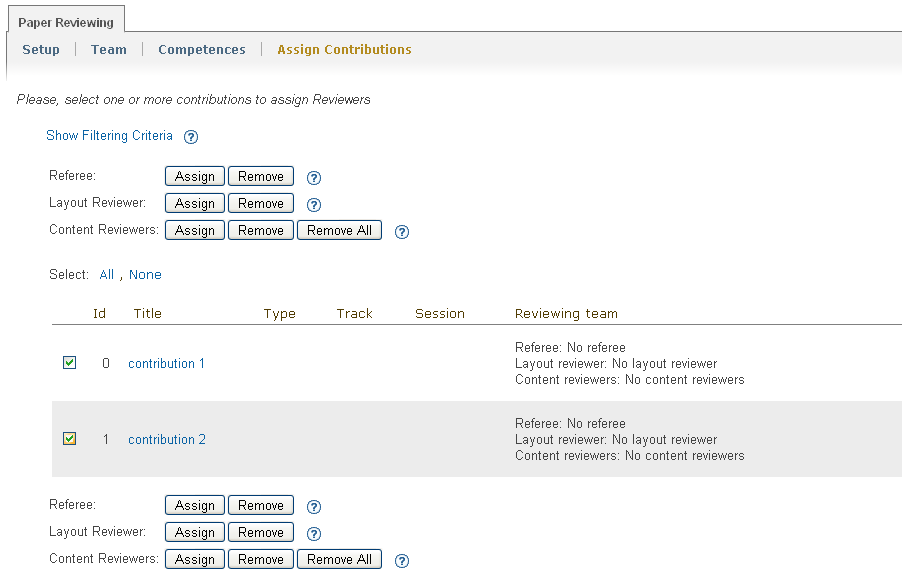 Paper Reviewing
Setup | Team | Competences | Assign Contributions
Please, select one or more contributions to assign Reviewers
Show Filtering Criteria ?
Referee: Assign Remove ?
Layout Reviewer: Assign Remove ?
Content Reviewers: Assign Remove Remove All ?
Select: All , None
Id Title Type Track Session Reviewing team
Referee: No referee
0 contribution 1 Layout reviewer: No layout reviewer
Content reviewers: No content reviewers
Referee: No referee
1 contribution 2 Layout reviewer: No layout reviewer
Content reviewers: No content reviewers
Referee: Assign Remove ?
Layout Reviewer: Assign Remove ?
Content Reviewers: Assign Remove Remove All ?